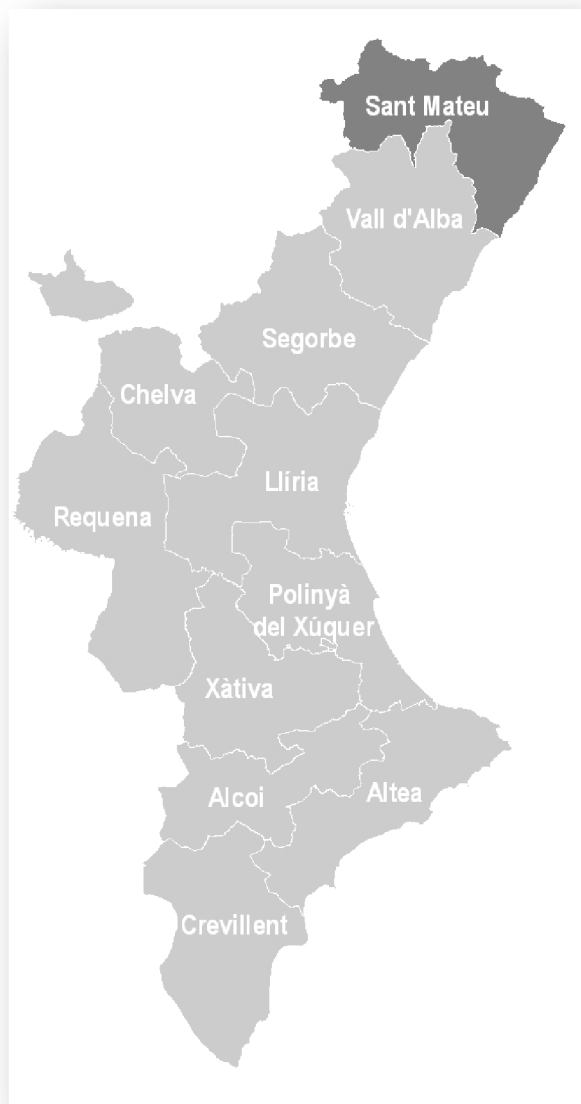 Sant Mateu
Vall d'Alba
Segorbe
Chelva
Llíria
Requena
Polinyà
del Xúquer
Xàtiva
Alcoi
Altea
Crevillent